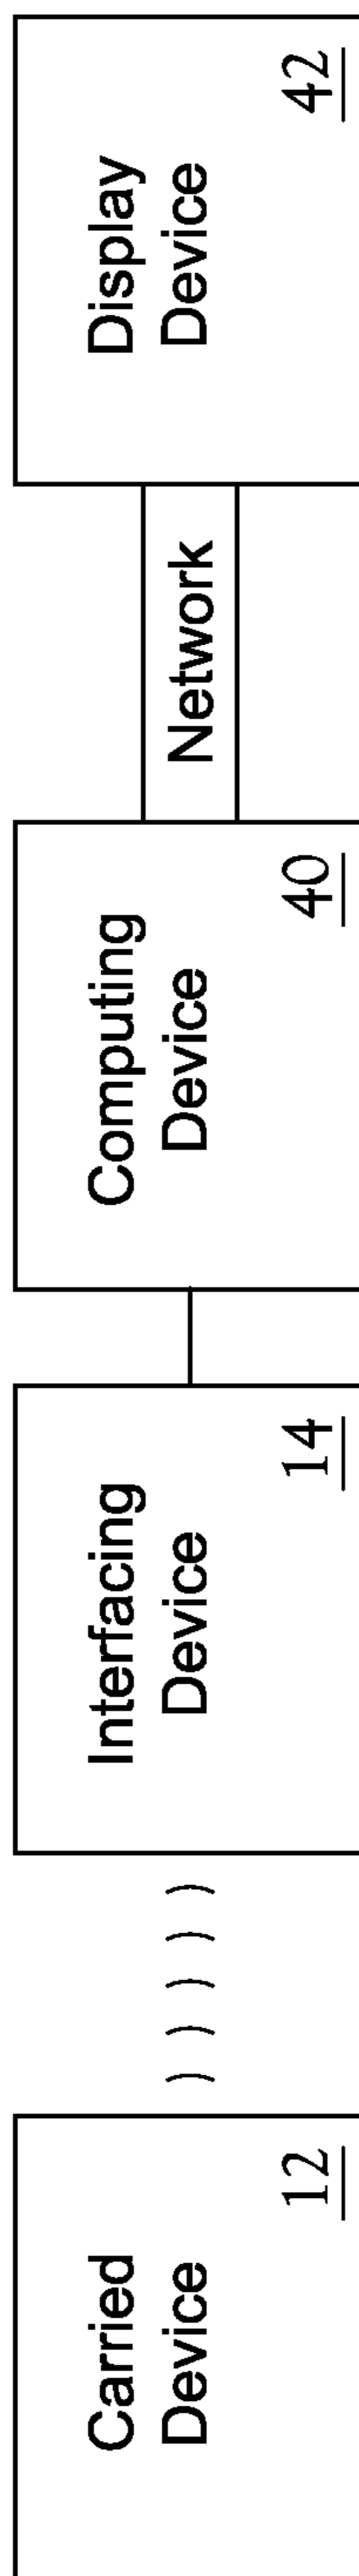 Carried
Device
12
Interfacing
Device
14
Computing
Device
40
Network
Display
Device
42